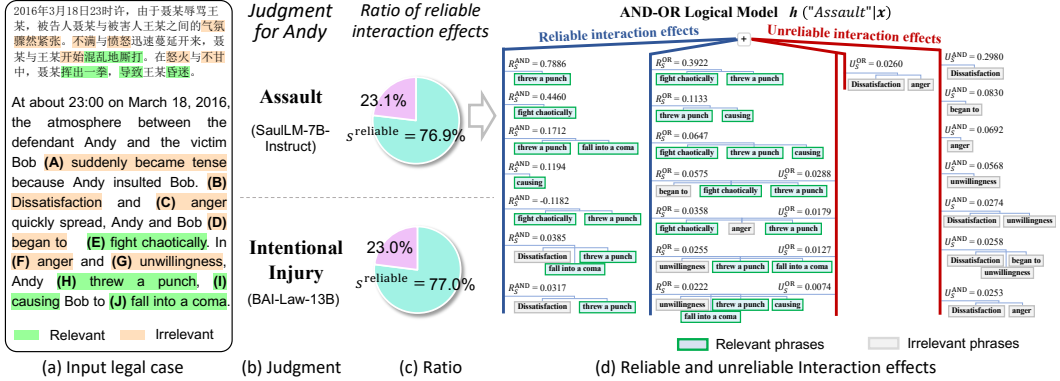 2016年3月18日23时许，由于聂某辱骂王
某，被告人聂某与被害人王某之间的气氛
骤然紧张。不满与愤怒迅速蔓延开来，聂
某与王某开始混乱地厮打。在怒火与不甘
中，聂某挥出一拳，导致王某昏迷。
At about 23:00 on March 18, 2016,
the atmosphere between the
defendant Andy and the victim
Bob (A) suddenly became tense
because Andy insulted Bob. (B)
Dissatisfaction and (C) anger
quickly spread, Andy and Bob (D)
began to (E) fight chaotically. In
(F) anger and (G) unwillingness,
Andy (H) threw a punch, (I)
causing Bob to (J) fall into a coma.
Relevant Irrelevant
(a) Input legal case
Judgment
for Andy
Assault
(SaulLM-7B-
Instruct)
Intentional
Injury
(BAI-Law-13B)
(b) Judgment
Ratio of reliable
interaction effects
23.1%
s^reliable = 76.9%
23.0%
s^reliable = 77.0%
(c) Ratio
AND-OR Logical Model h ("Assault"|x)
Reliable interaction effects
+
Unreliable interaction effects
R_S^AND = 0.7886
threw a punch
R_S^AND = 0.4460
fight chaotically
R_S^AND = 0.1712
threw a punch fall into a coma
R_S^AND = 0.1194
causing
R_S^AND = -0.1182
fight chaotically threw a punch
R_S^AND = 0.0385
Dissatisfaction threw a punch
fall into a coma
R_S^AND = 0.0317
Dissatisfaction threw a punch
R_S^OR = 0.3922
fight chaotically threw a punch
R_S^OR = 0.1133
threw a punch causing
R_S^OR = 0.0647
fight chaotically threw a punch causing
R_S^OR = 0.0575 U_S^OR = 0.0288
began to fight chaotically threw a punch
R_S^OR = 0.0358 U_S^OR = 0.0179
fight chaotically anger threw a punch
R_S^OR = 0.0255 U_S^OR = 0.0127
unwillingness threw a punch fall into a coma
R_S^OR = 0.0222 U_S^OR = 0.0074
unwillingness threw a punch causing
fall into a coma
U_S^OR = 0.0260
Dissatisfaction anger
U_S^AND = 0.2980
Dissatisfaction
U_S^AND = 0.0830
began to
U_S^AND = 0.0692
anger
U_S^AND = 0.0568
unwillingness
U_S^AND = 0.0274
Dissatisfaction unwillingness
U_S^AND = 0.0258
Dissatisfaction began to
unwillingness
U_S^AND = 0.0253
Dissatisfaction anger
Relevant phrases Irrelevant phrases
(d) Reliable and unreliable Interaction effects